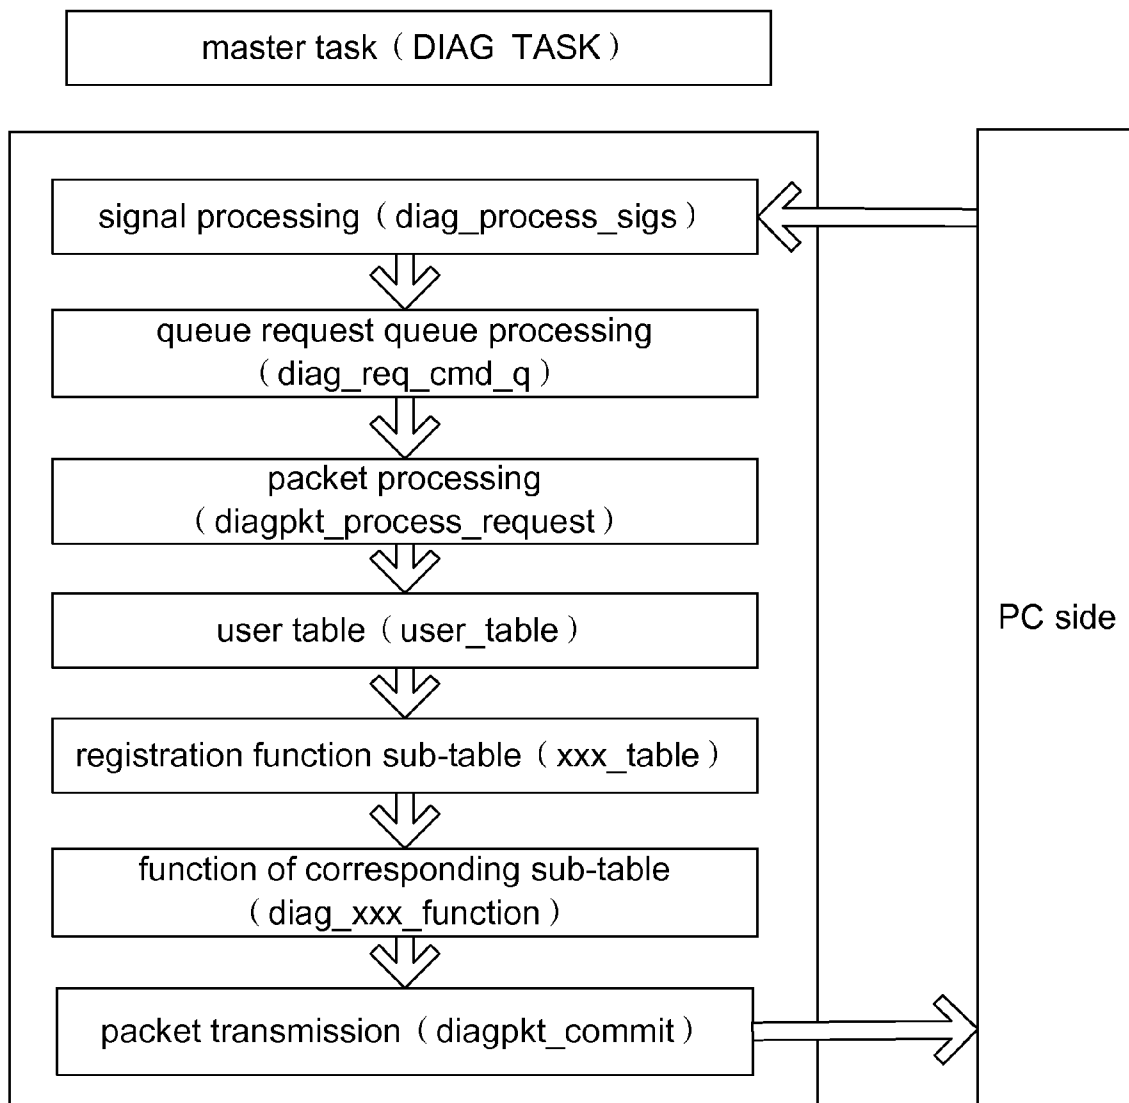 master task（DIAG TASK）
signal processing（diag_process_sigs）
queue request queue processing
（diag_req_cmd_q）
packet processing
（diagpkt_process_request）
user table（user_table）
PC side
registration function sub-table（xxx_table）
function of corresponding sub-table
（diag_xxx_function）
packet transmission（diagpkt_commit）